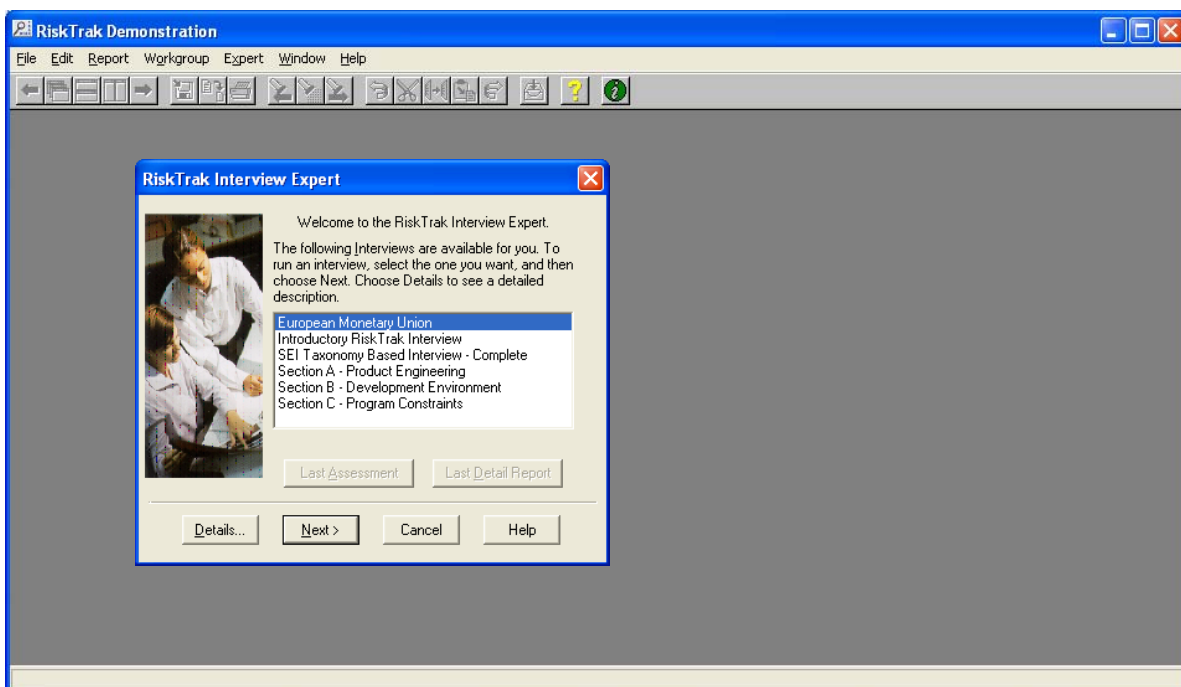 RiskTrak Demonstration
File Edit Report Workgroup Expert Window Help
RiskTrak Interview Expert
Welcome to the RiskTrak Interview Expert.
The following Interviews are available for you. To
run an interview, select the one you want, and then
choose Next. Choose Details to see a detailed
description.
European Monetary Union
Introductory RiskTrak Interview
SEI Taxonomy Based Interview - Complete
Section A - Product Engineering
Section B - Development Environment
Section C - Program Constraints
Last Assessment Last Detail Report
Details... Next > Cancel Help